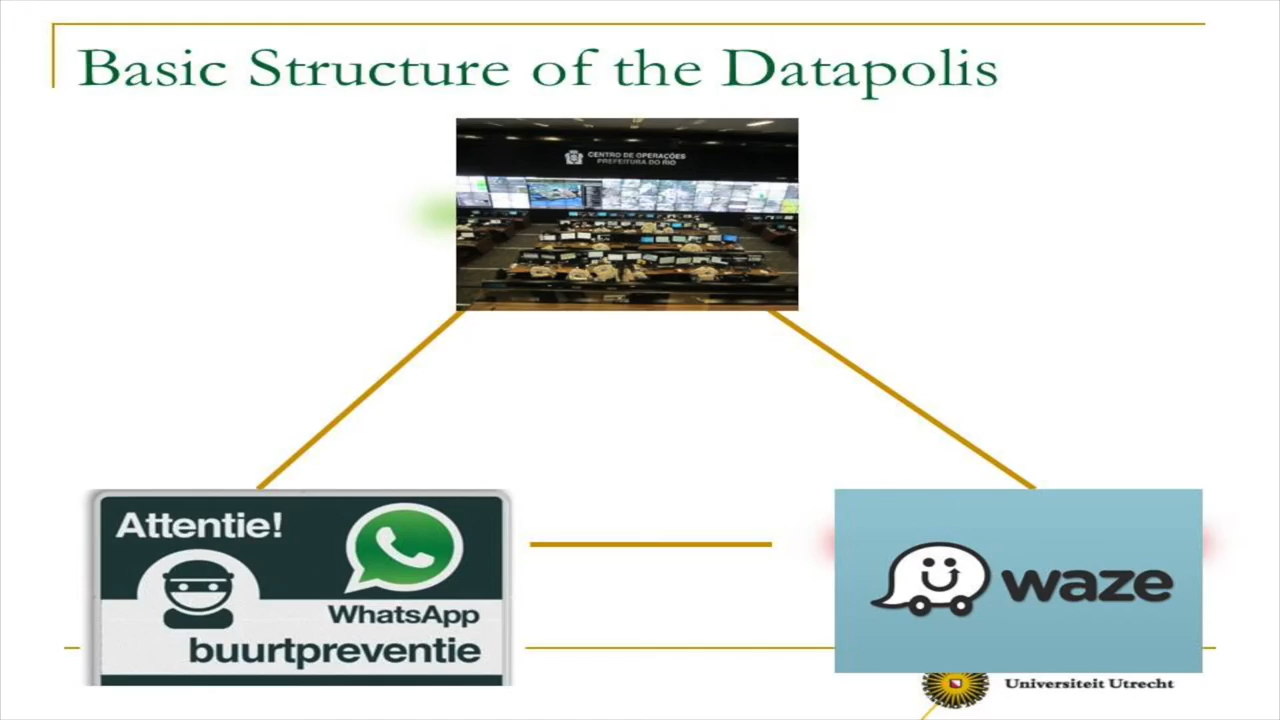 Basic Structure of the Datapolis
CENTRO DE OPERAÇÕES
PREFEITURA DO RIO
Attentie!
WhatsApp
buurtpreventie
waze
Universiteit Utrecht